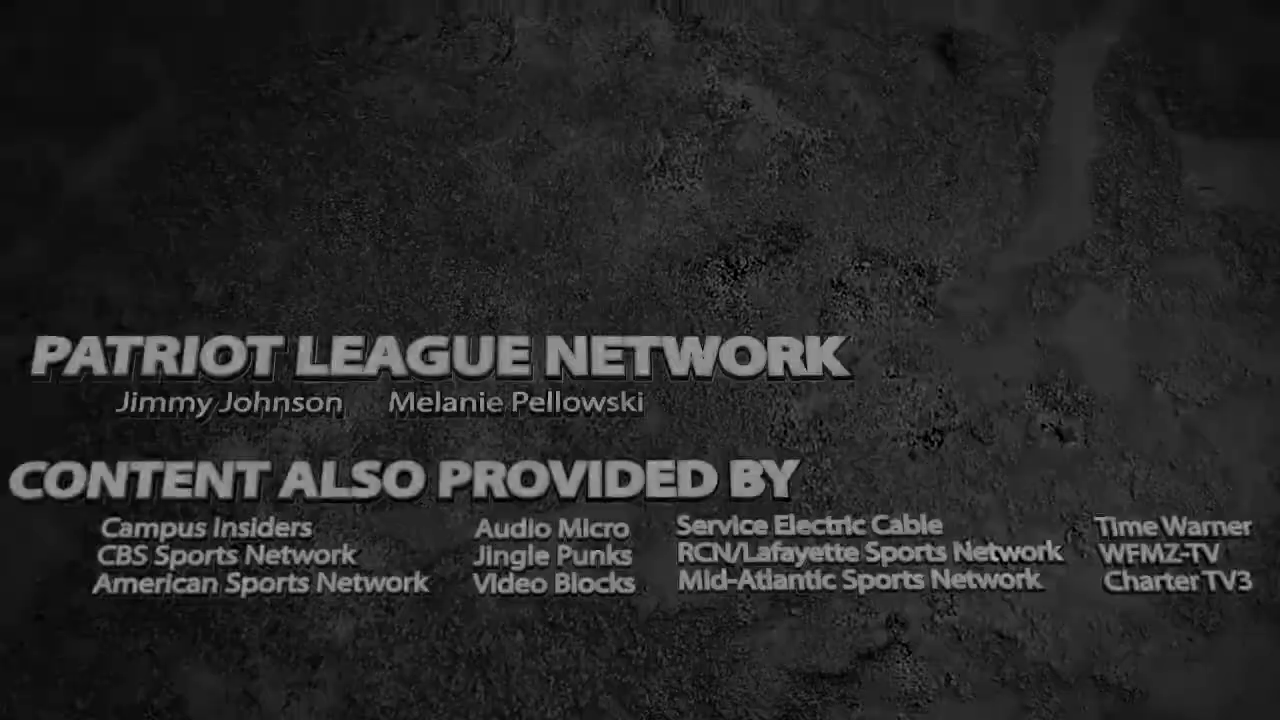 PATRIOT LEAGUE NETWORK
Jimmy Johnson Melanie Pellowski
CONTENT ALSO PROVIDED BY
Campus Insiders Audio Micro Service Electric Cable Time Warner
CBS Sports Network Jingle Punks RCN/Lafayette Sports Network WFMZ-TV
American Sports Network Video Blocks Mid-Atlantic Sports Network Charter TV3